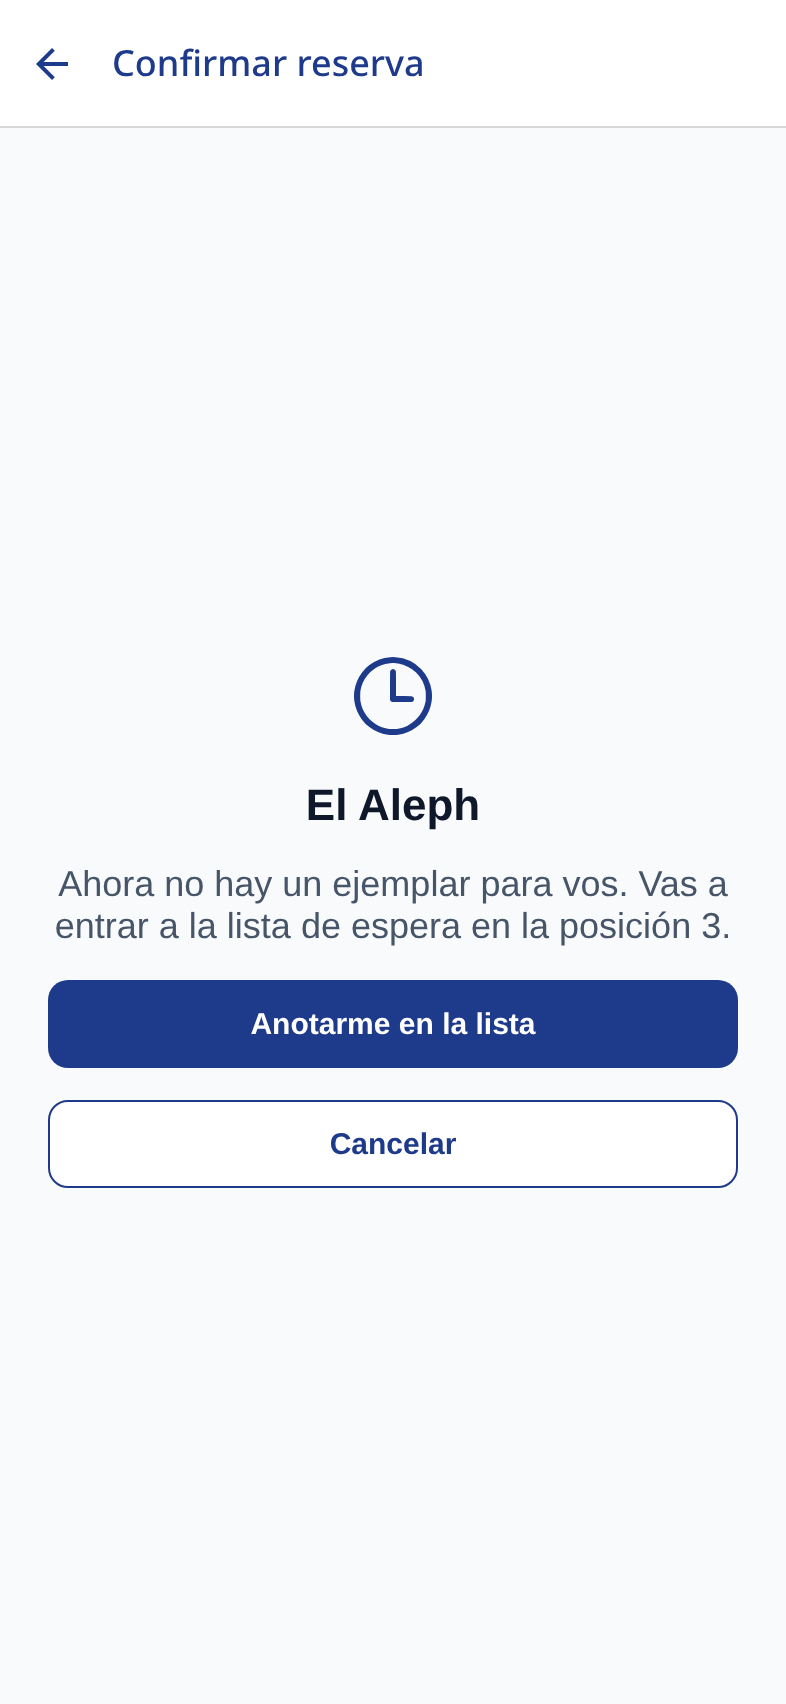 Confirmar reserva
El Aleph
Ahora no hay un ejemplar para vos. Vas a
entrar a la lista de espera en la posición 3.
Anotarme en la lista
Cancelar